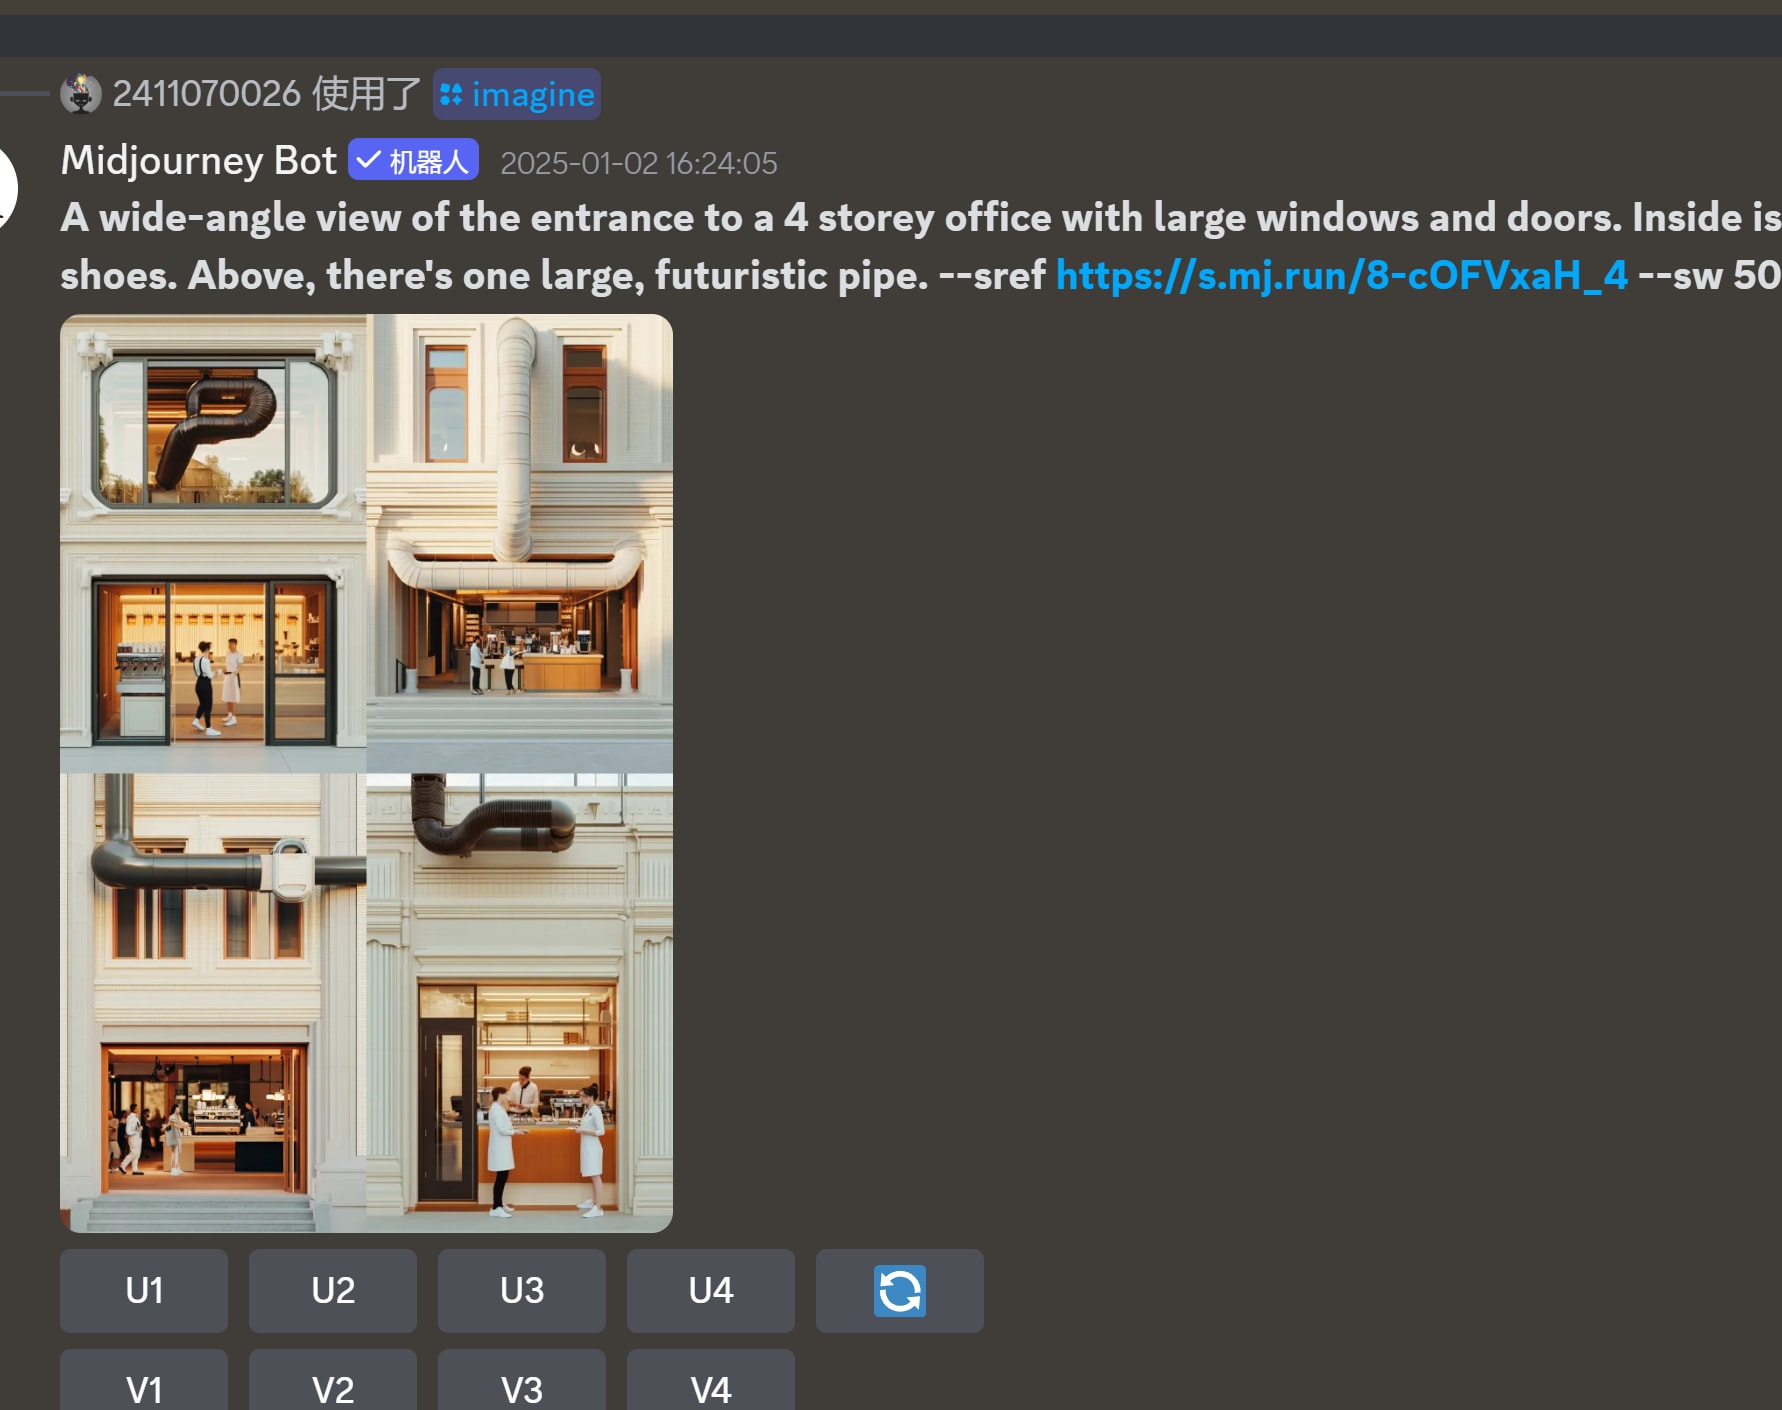 2411070026 使用了 imagine
Midjourney Bot 机器人 2025-01-02 16:24:05
A wide-angle view of the entrance to a 4 storey office with large windows and doors. Inside is
shoes. Above, there's one large, futuristic pipe. --sref https://s.mj.run/8-cOFVxaH_4 --sw 50
U1 U2 U3 U4
V1 V2 V3 V4